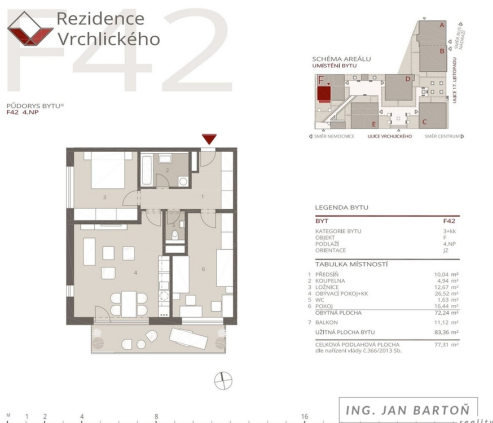 F42
Rezidence
Vrchlického
PŮDORYS BYTU
F42 4.NP
SCHÉMA AREÁLU
UMÍSTĚNÍ BYTU
A
B
F
D
E
C
ULICE 17. LISTOPADU
SMĚR NEMOCNICE
ULICE VRCHLICKÉHO
SMĚR CENTRUM
1
2
3
4
5
6
7
LEGENDA BYTU
BYT F42
KATEGORIE BYTU 3+kk
OBJEKT F
PODLAŽÍ 4.NP
ORIENTACE JZ
TABULKA MÍSTNOSTÍ
1 PŘEDSÍŇ 10,04 m²
2 KOUPELNA 4,94 m²
3 LOŽNICE 12,67 m²
4 OBÝVACÍ POKOJ+KK 26,52 m²
5 WC 1,63 m²
6 POKOJ 16,44 m²
OBYTNÁ PLOCHA 72,24 m²
7 BALKON 11,12 m²
UŽITNÁ PLOCHA BYTU 83,36 m²
CELKOVÁ PODLAHOVÁ PLOCHA 77,31 m²
dle nařízení vlády č.366/2013 Sb.
M 1 2 4 8 16
ING. JAN BARTOŇ
reality